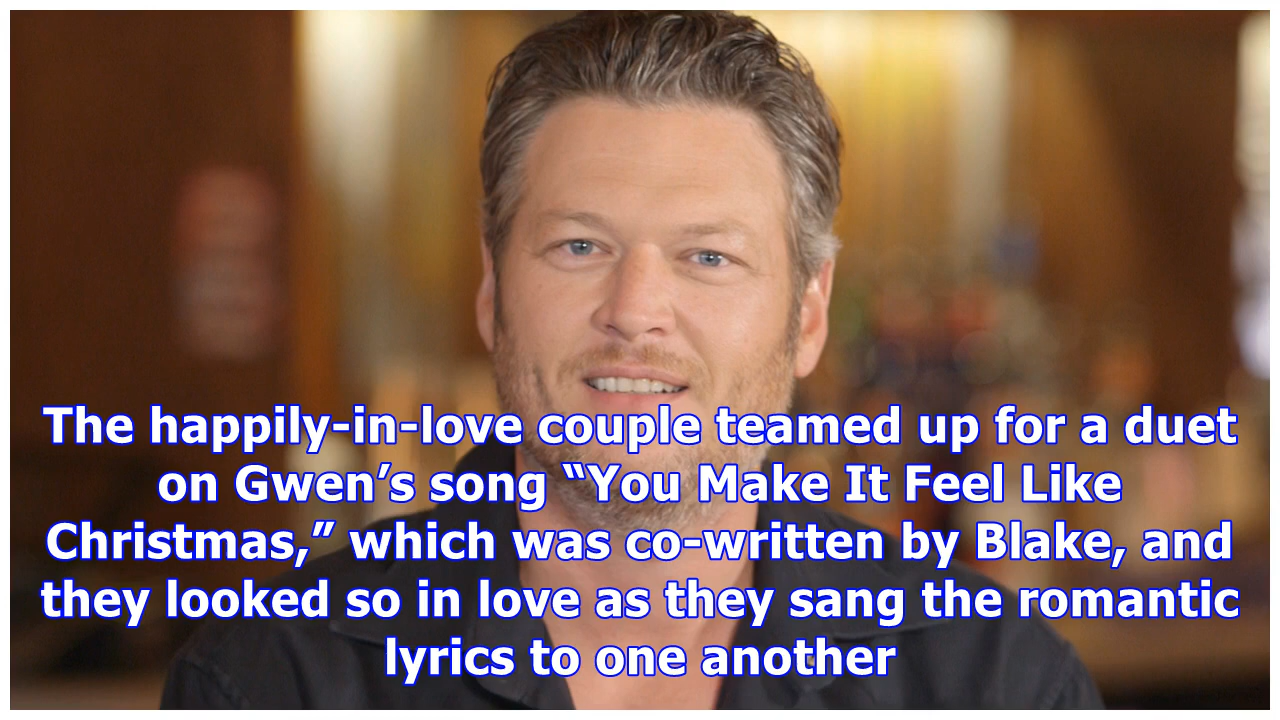 The happily-in-love couple teamed up for a duet
on Gwen’s song “You Make It Feel Like
Christmas,” which was co-written by Blake, and
they looked so in love as they sang the romantic
lyrics to one another